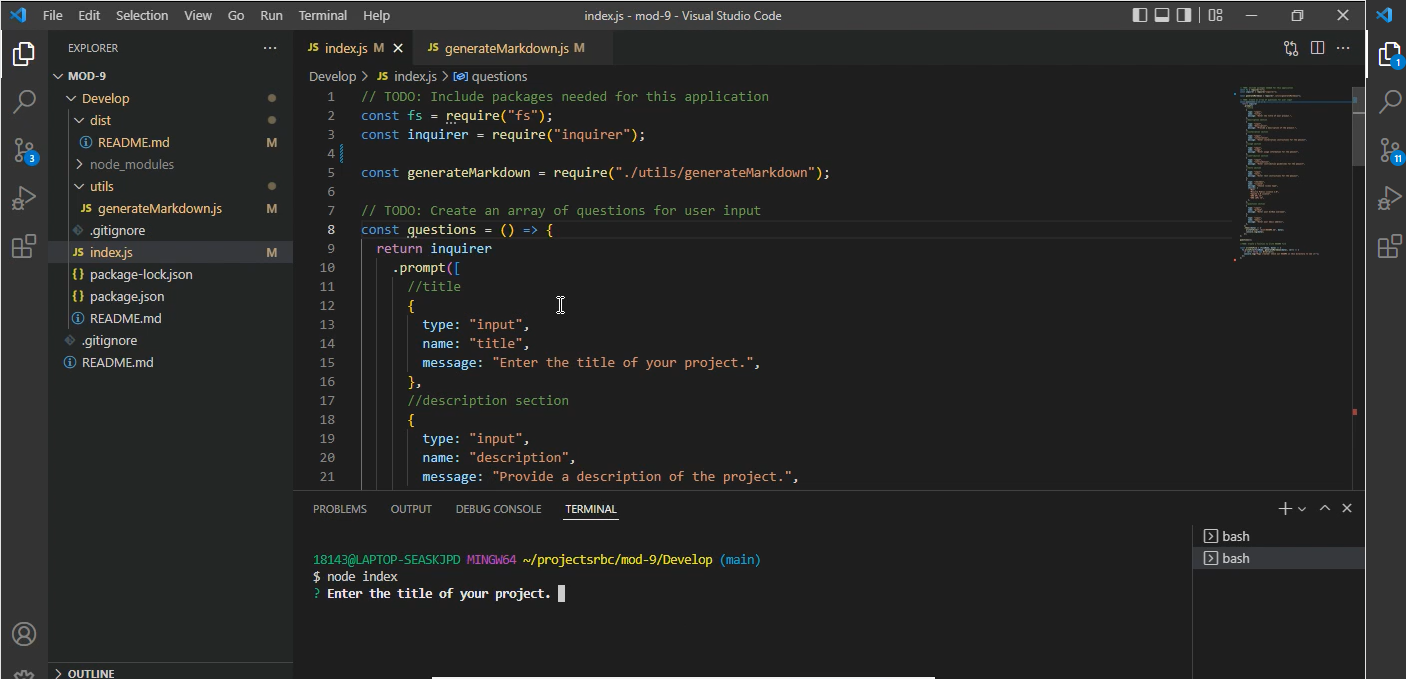 File Edit Selection View Go Run Terminal Help index.js - mod-9 - Visual Studio Code
EXPLORER
MOD-9
Develop
dist
README.md M
node_modules
utils
JS generateMarkdown.js M
.gitignore
JS index.js M
{} package-lock.json
{} package.json
README.md
.gitignore
README.md
OUTLINE
3
JS index.js M JS generateMarkdown.js M
Develop > JS index.js > questions
1 // TODO: Include packages needed for this application
2 const fs = require("fs");
3 const inquirer = require("inquirer");
4
5 const generateMarkdown = require("./utils/generateMarkdown");
6
7 // TODO: Create an array of questions for user input
8 const questions = () => {
9 return inquirer
10 .prompt([
11 //title
12 {
13 type: "input",
14 name: "title",
15 message: "Enter the title of your project.",
16 },
17 //description section
18 {
19 type: "input",
20 name: "description",
21 message: "Provide a description of the project.",
PROBLEMS OUTPUT DEBUG CONSOLE TERMINAL
18143@LAPTOP-SEASKJPD MINGW64 ~/projectsrbc/mod-9/Develop (main)
$ node index
? Enter the title of your project.
bash
bash
1
11